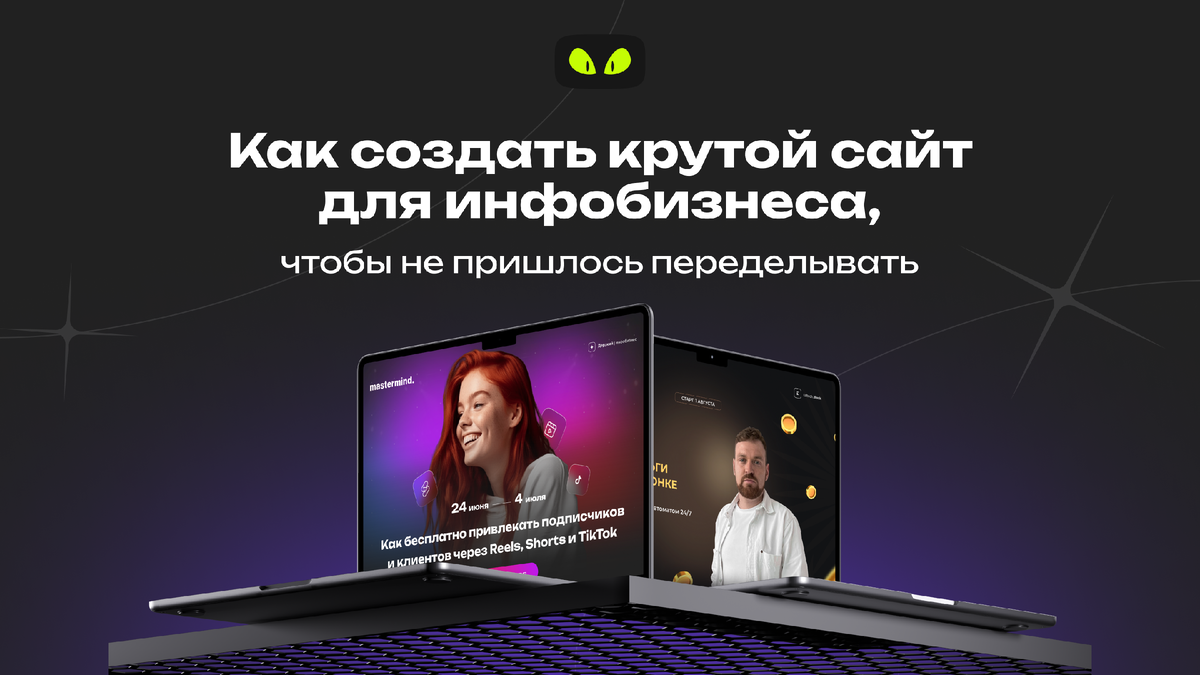 Как создать крутой сайт
для инфобизнеса,
чтобы не пришлось переделывать
mastermind.
24 июня — 4 июля
Как бесплатно привлекать подписчиков
и клиентов через Reels, Shorts и TikTok
СТАРТ 1 АВГУСТА